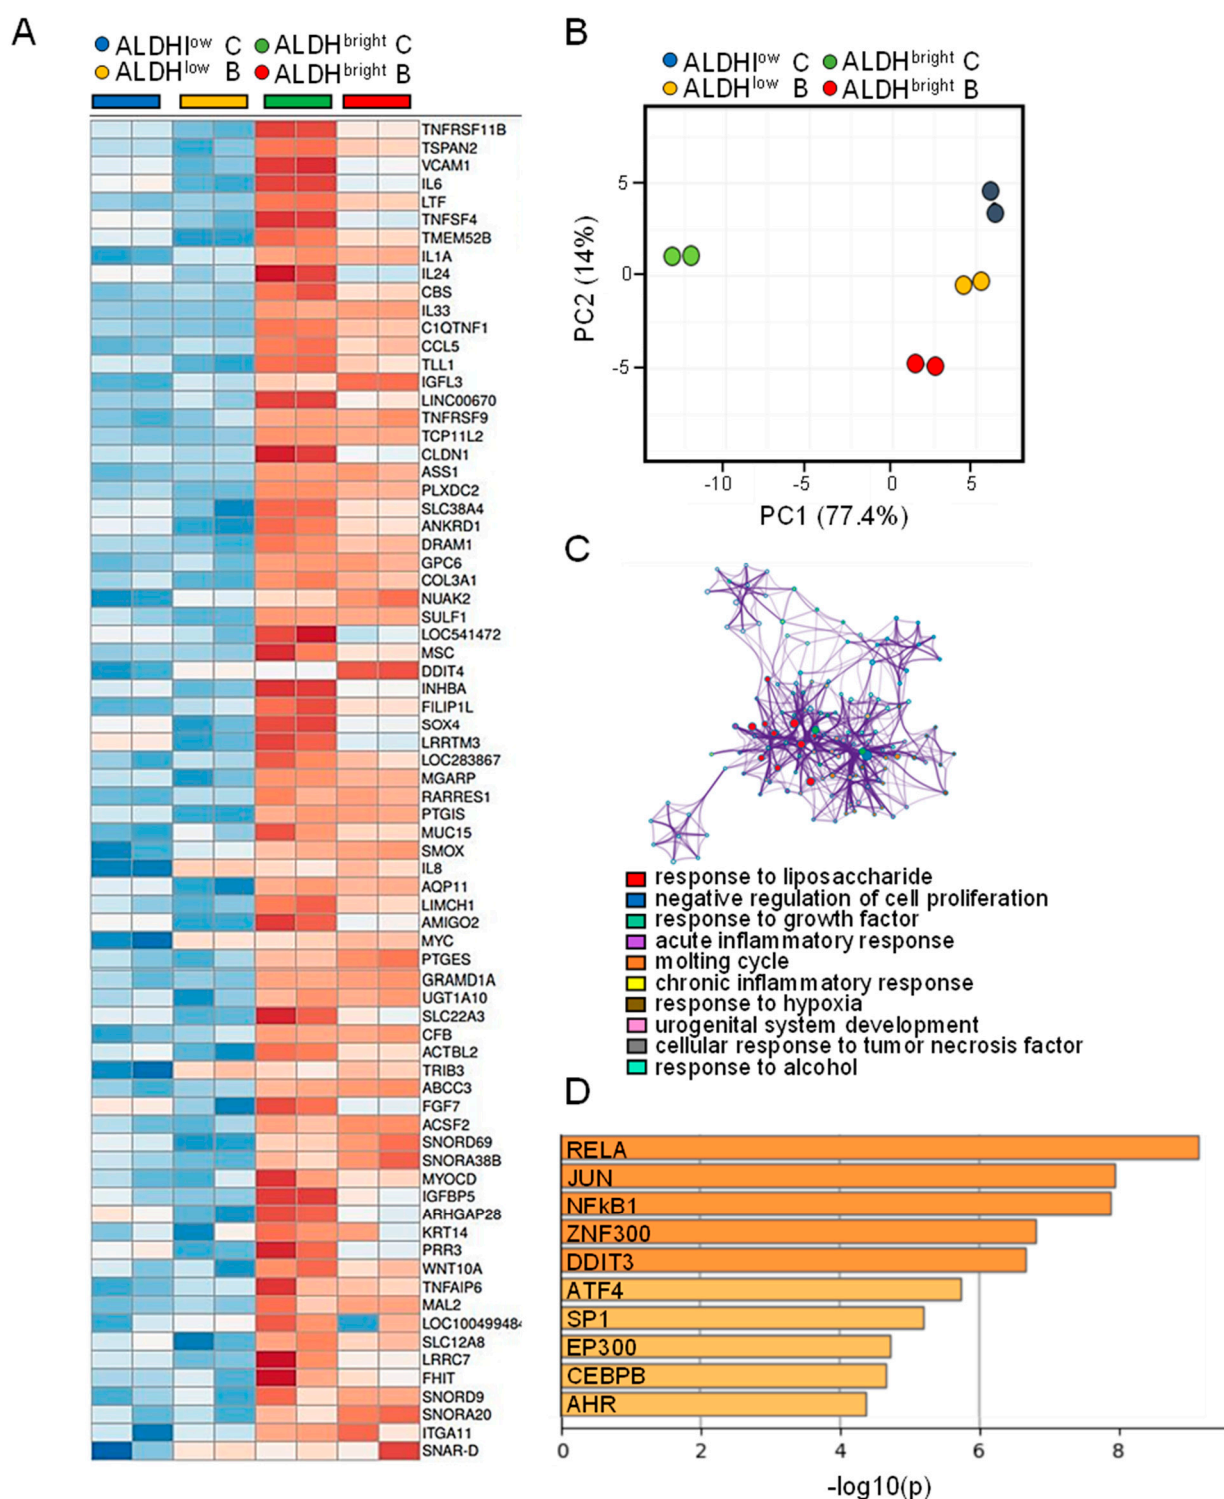 A
ALDHlow C
ALDHbright C
ALDHlow B
ALDHbright B
TNFRSF11B
TSPAN2
VCAM1
IL6
LTF
TNFSF4
TMEM52B
IL1A
IL24
CBS
IL33
C1QTNF1
CCL5
TLL1
IGFL3
LINC00670
TNFRSF9
TCP11L2
CLDN1
ASS1
PLXDC2
SLC38A4
ANKRD1
DRAM1
GPC6
COL3A1
NUAK2
SULF1
LOC541472
MSC
DDIT4
INHBA
FILIP1L
SOX4
LRRTM3
LOC283867
MGARP
RARRES1
PTGIS
MUC15
SMOX
IL8
AQP11
LIMCH1
AMIGO2
MYC
PTGES
GRAMD1A
UGT1A10
SLC22A3
CFB
ACTBL2
TRIB3
ABCC3
FGF7
ACSF2
SNORD69
SNORA38B
MYOCD
IGFBP5
ARHGAP28
KRT14
PRR3
WNT10A
TNFAIP6
MAL2
LOC100499484
SLC12A8
LRRC7
FHIT
SNORD9
SNORA20
ITGA11
SNAR-D
B
ALDHlow C
ALDHbright C
ALDHlow B
ALDHbright B
PC2 (14%)
5
0
-5
-10
-5
0
5
PC1 (77.4%)
C
response to liposaccharide
negative regulation of cell proliferation
response to growth factor
acute inflammatory response
molting cycle
chronic inflammatory response
response to hypoxia
urogenital system development
cellular response to tumor necrosis factor
response to alcohol
D
RELA
JUN
NFkB1
ZNF300
DDIT3
ATF4
SP1
EP300
CEBPB
AHR
0
2
4
6
8
-log10(p)